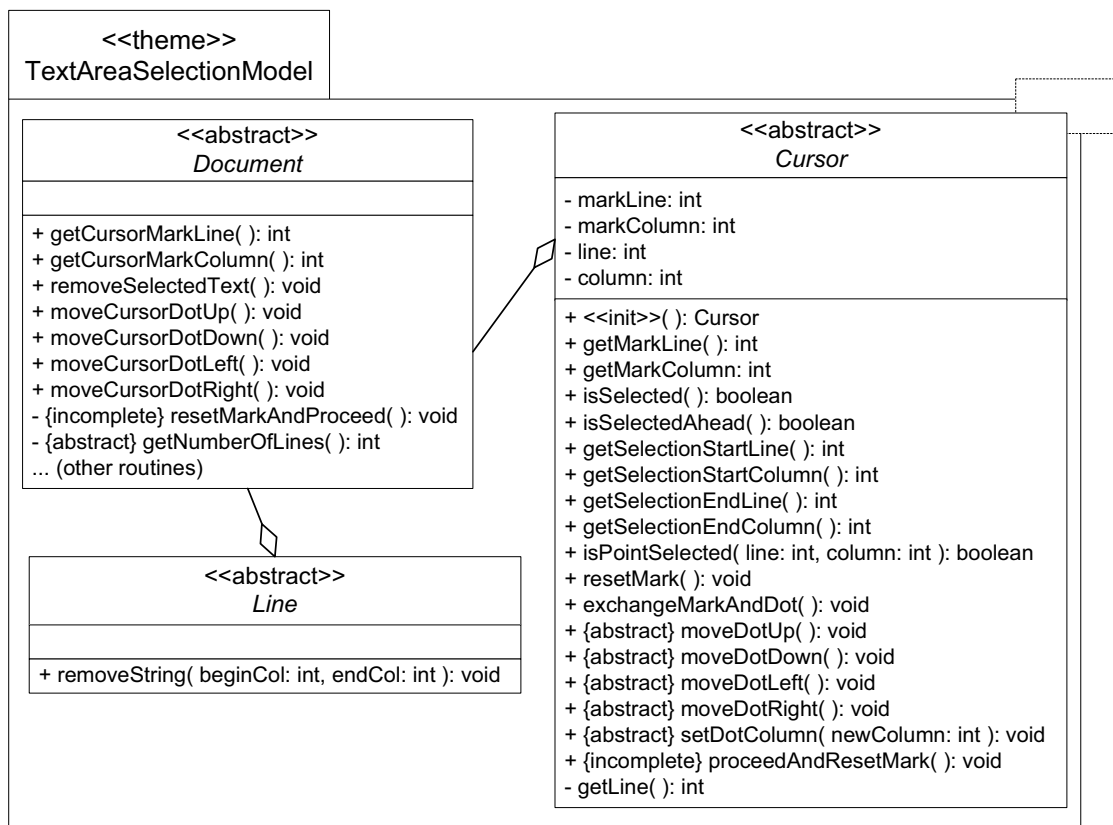 <<theme>>
TextAreaSelectionModel
<<abstract>>
Document
+ getCursorMarkLine( ): int
+ getCursorMarkColumn( ): int
+ removeSelectedText( ): void
+ moveCursorDotUp( ): void
+ moveCursorDotDown( ): void
+ moveCursorDotLeft( ): void
+ moveCursorDotRight( ): void
- {incomplete} resetMarkAndProceed( ): void
- {abstract} getNumberOfLines( ): int
... (other routines)
<<abstract>>
Line
+ removeString( beginCol: int, endCol: int ): void
<<abstract>>
Cursor
- markLine: int
- markColumn: int
- line: int
- column: int
+ <<init>>( ): Cursor
+ getMarkLine( ): int
+ getMarkColumn: int
+ isSelected( ): boolean
+ isSelectedAhead( ): boolean
+ getSelectionStartLine( ): int
+ getSelectionStartColumn( ): int
+ getSelectionEndLine( ): int
+ getSelectionEndColumn( ): int
+ isPointSelected( line: int, column: int ): boolean
+ resetMark( ): void
+ exchangeMarkAndDot( ): void
+ {abstract} moveDotUp( ): void
+ {abstract} moveDotDown( ): void
+ {abstract} moveDotLeft( ): void
+ {abstract} moveDotRight( ): void
+ {abstract} setDotColumn( newColumn: int ): void
+ {incomplete} proceedAndResetMark( ): void
- getLine( ): int